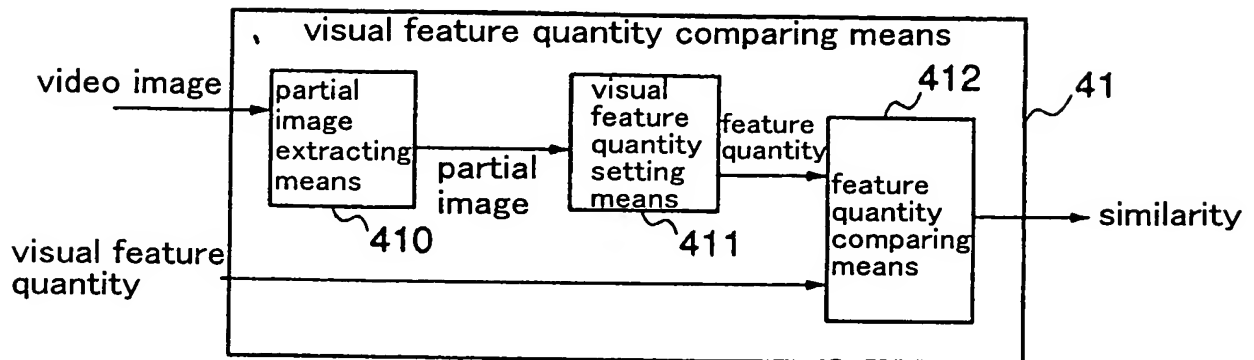 visual feature quantity comparing means
video image
partial
image
extracting
means
410
partial
image
visual
feature
quantity
setting
means
411
feature
quantity
412
feature
quantity
comparing
means
41
similarity
visual feature
quantity